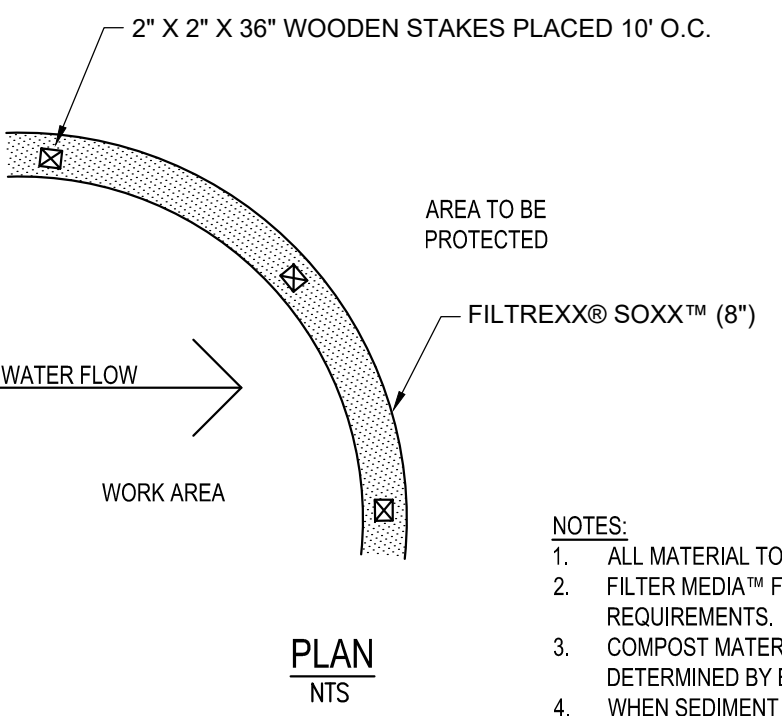 2" X 2" X 36" WOODEN STAKES PLACED 10' O.C.
AREA TO BE
PROTECTED
FILTREXX® SOXX™ (8")
WATER FLOW
WORK AREA
PLAN
NTS
NOTES:
1. ALL MATERIAL TO
2. FILTER MEDIA™ F
REQUIREMENTS.
3. COMPOST MATER
DETERMINED BY E
4. WHEN SEDIMENT